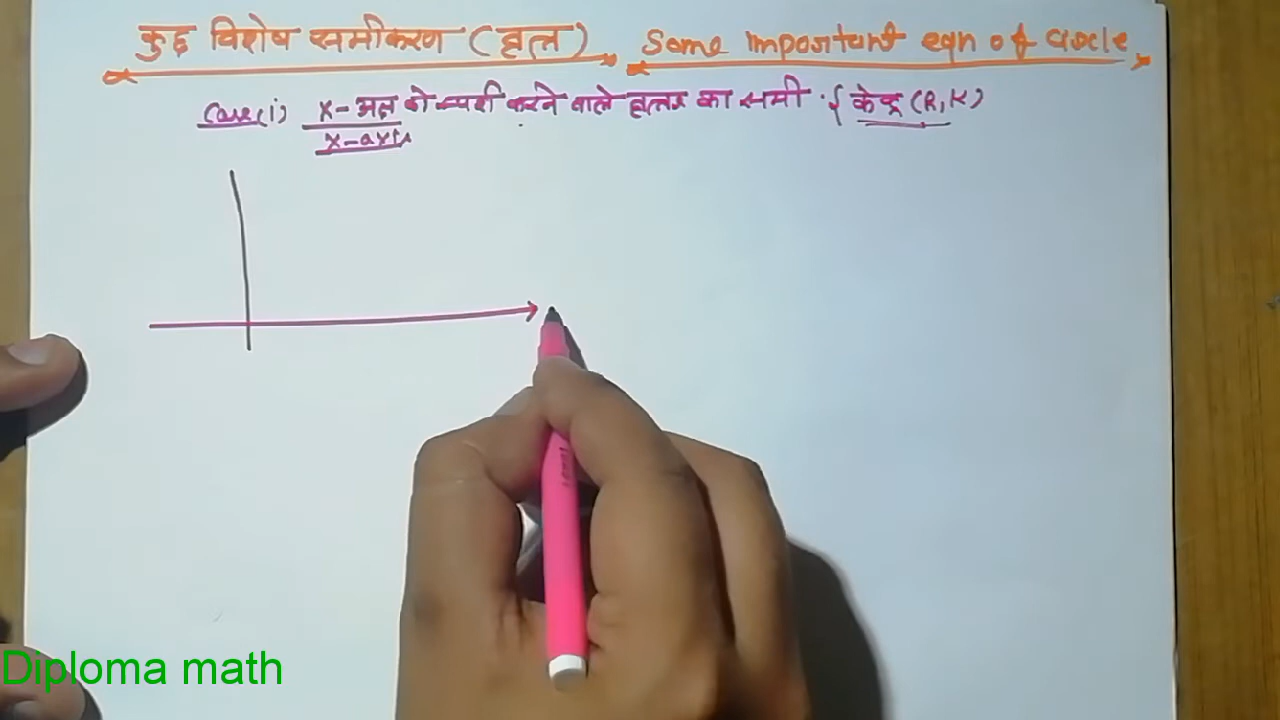 कुछ विशेष समीकरण (वृत्त) Some important eqn of circle
Case(i) x-अक्ष को स्पर्श करने वाले वृत्त का समी. { केन्द्र (h, k)
x-axis
Diploma math